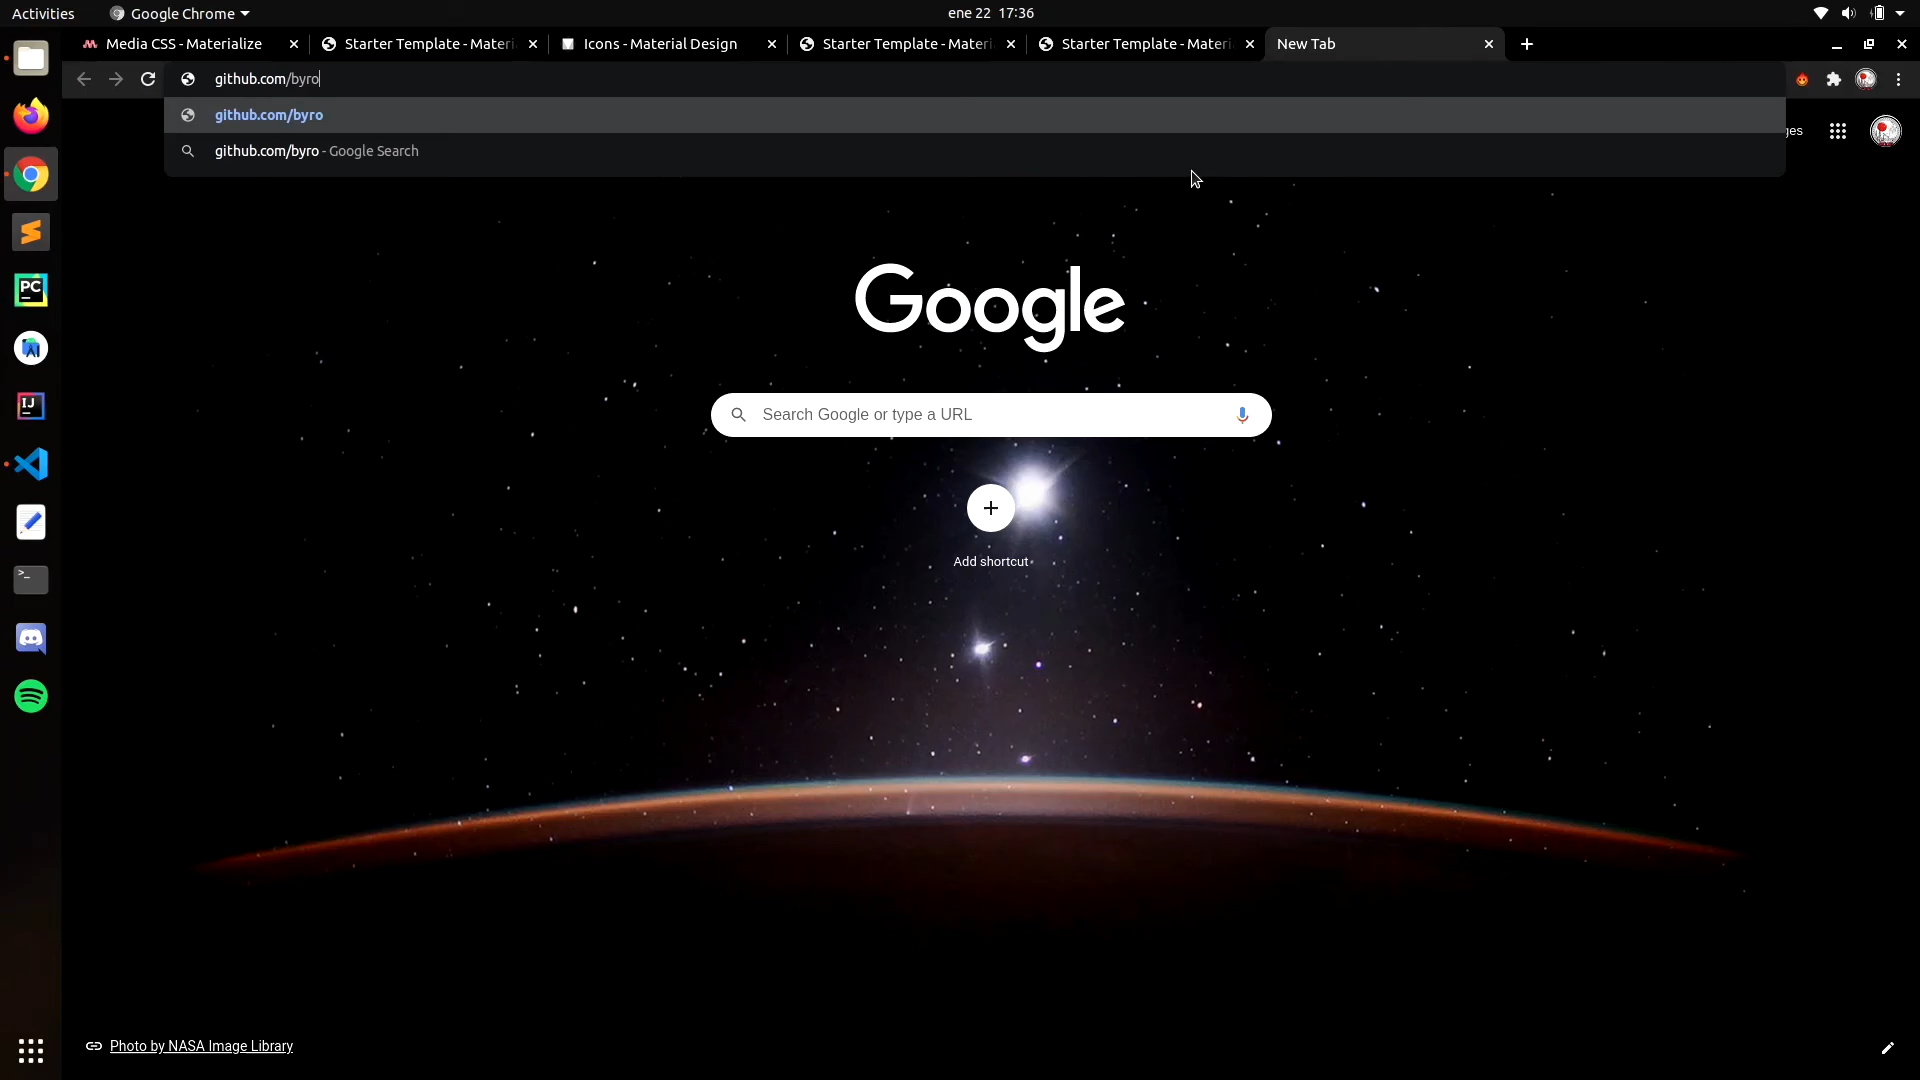 Activities Google Chrome ene 22 17:36
Media CSS - Materialize Starter Template - Materi Icons - Material Design Starter Template - Materi Starter Template - Materi New Tab
github.com/byro
github.com/byro
github.com/byro - Google Search
Google
Search Google or type a URL
Add shortcut
PC
IJ
>_
Photo by NASA Image Library